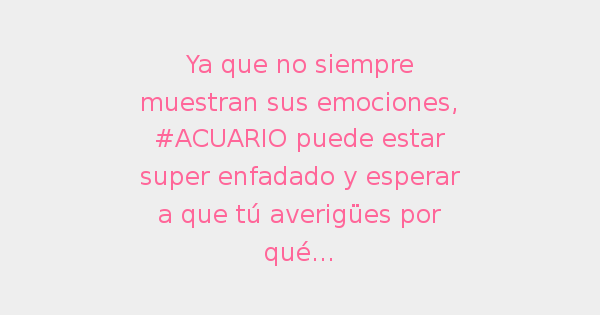 Ya que no siempre
muestran sus emociones,
#ACUARIO puede estar
super enfadado y esperar
a que tú averigües por
qué...